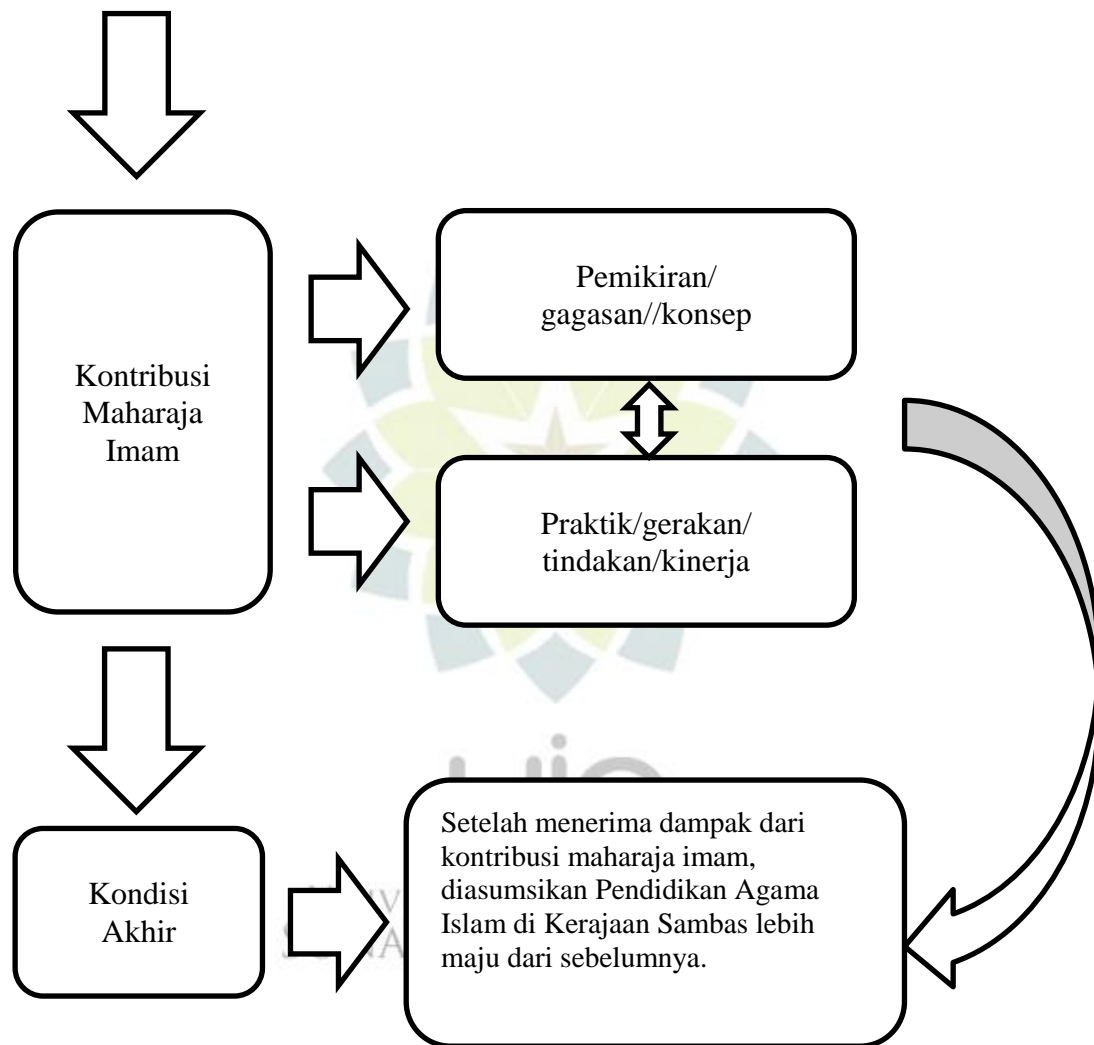 Kontribusi
Maharaja
Imam
Pemikiran/
gagasan//konsep
Praktik/gerakan/
tindakan/kinerja
Kondisi
Akhir
Setelah menerima dampak dari
kontribusi maharaja imam,
diasumsikan Pendidikan Agama
Islam di Kerajaan Sambas lebih
maju dari sebelumnya.